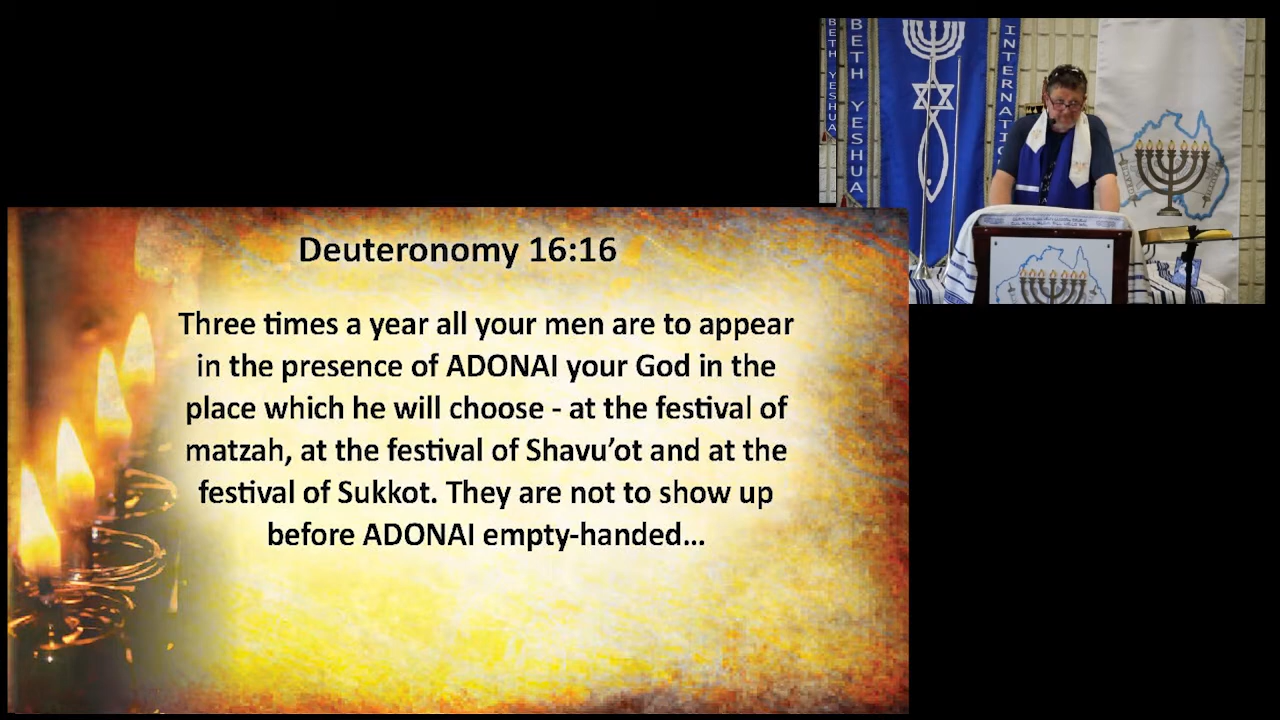 Deuteronomy 16:16
Three times a year all your men are to appear
in the presence of ADONAI your God in the
place which he will choose - at the festival of
matzah, at the festival of Shavu’ot and at the
festival of Sukkot. They are not to show up
before ADONAI empty-handed…
BETH YESHUA
BETH YESHUA